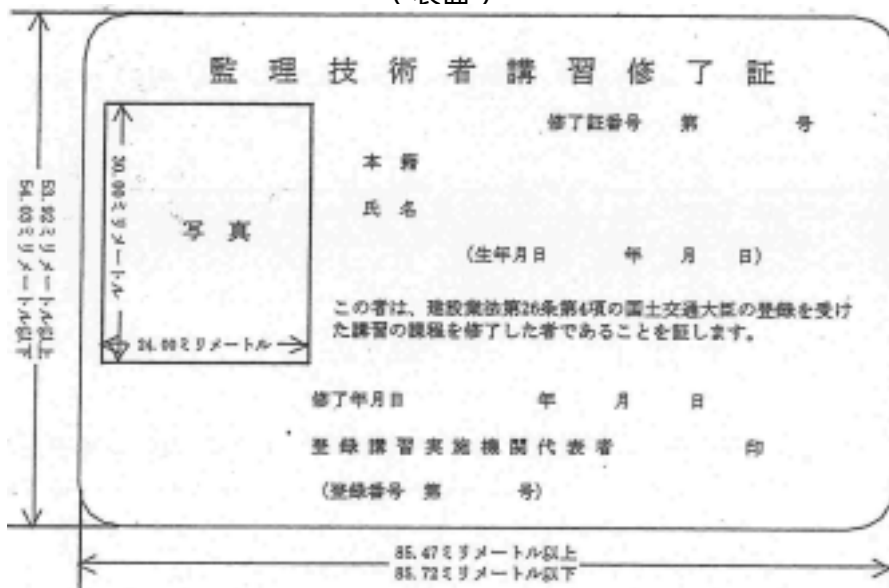 (表面)
監理技術者講習修了証
修了証番号 第 号
本籍
氏名
写真
(生年月日 年 月 日)
この者は、建設業法第26条第4項の国土交通大臣の登録を受け
た講習の課程を修了した者であることを証します。
修了年月日 年 月 日
登録講習実施機関代表者 印
(登録番号 第 号)
30.00ミリメートル
24.00ミリメートル
53.92ミリメートル以上
54.03ミリメートル以下
85.47ミリメートル以上
85.72ミリメートル以下